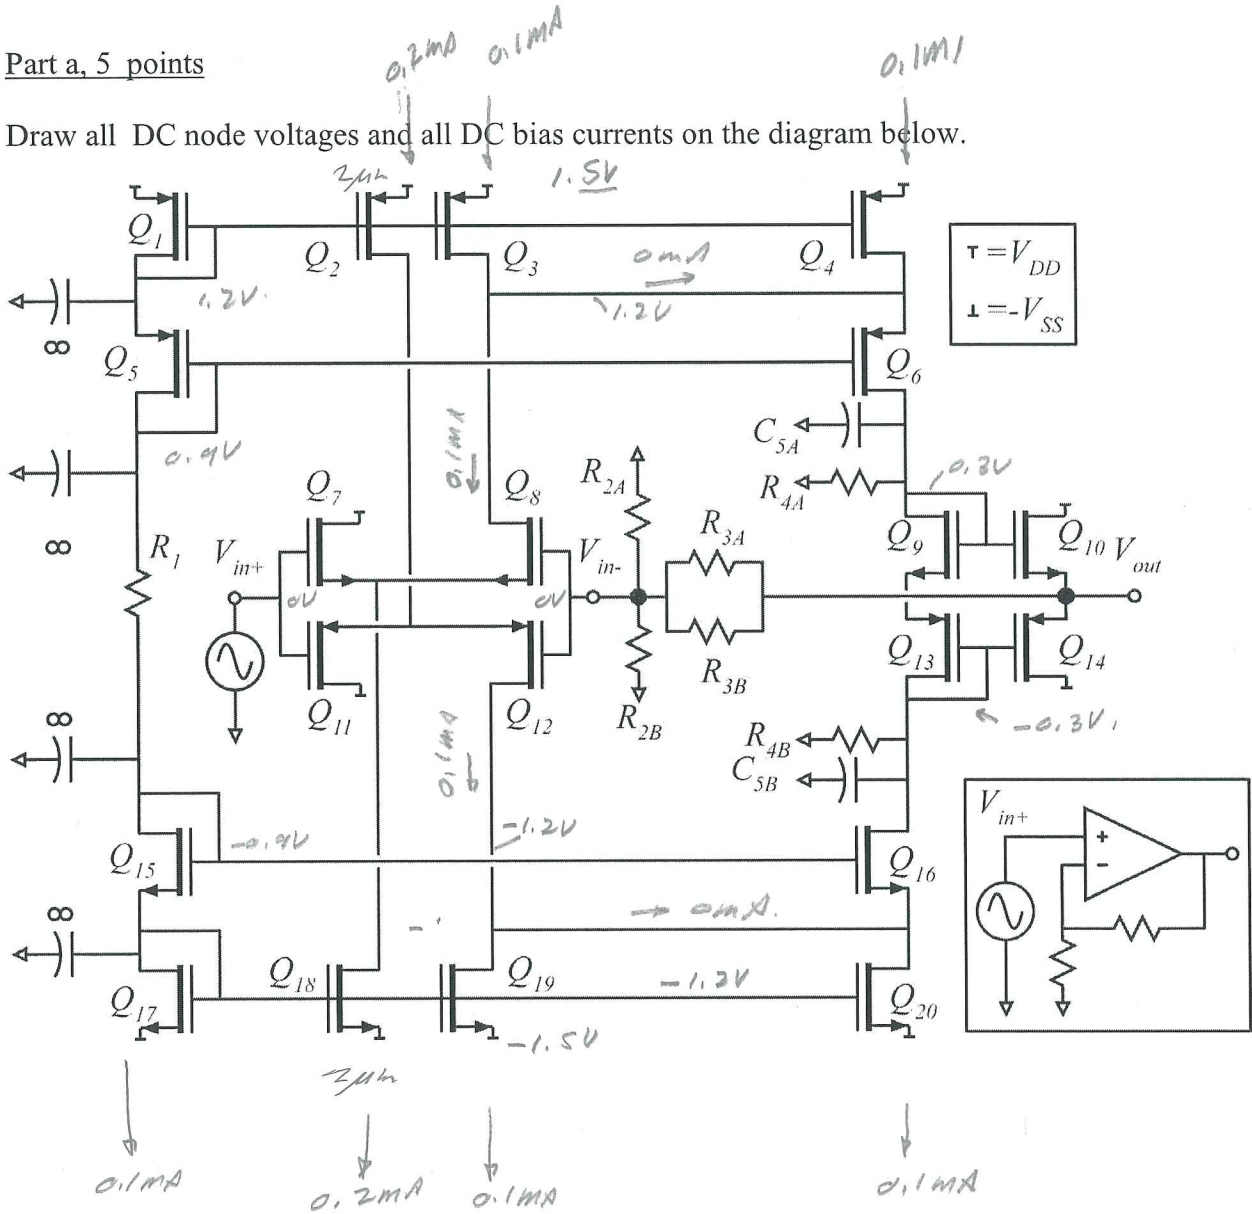 Part a, 5 points
0.2mA
0.1mA
0.1mA
Draw all DC node voltages and all DC bias currents on the diagram below.
2μm
1.5V
Q1
Q2
Q3
Q4
0mA
= VDD
= -VSS
1.2V
1.2V
∞
Q5
Q6
0.9V
0.1mA
C5A
0.3V
R4A
Q7
Q8
R2A
R3A
Q9
Q10
Vout
∞
R1
Vin+
Vin-
0V
0V
Q11
Q12
R3B
R2B
Q13
Q14
-0.3V.
∞
0.1mA
R4B
C5B
Vin+
+
-
-0.9V
-1.2V
Q15
Q16
∞
0mA.
Q17
Q18
Q19
-1.2V
Q20
-1.5V
2μm
0.1mA
0.2mA
0.1mA
0.1mA